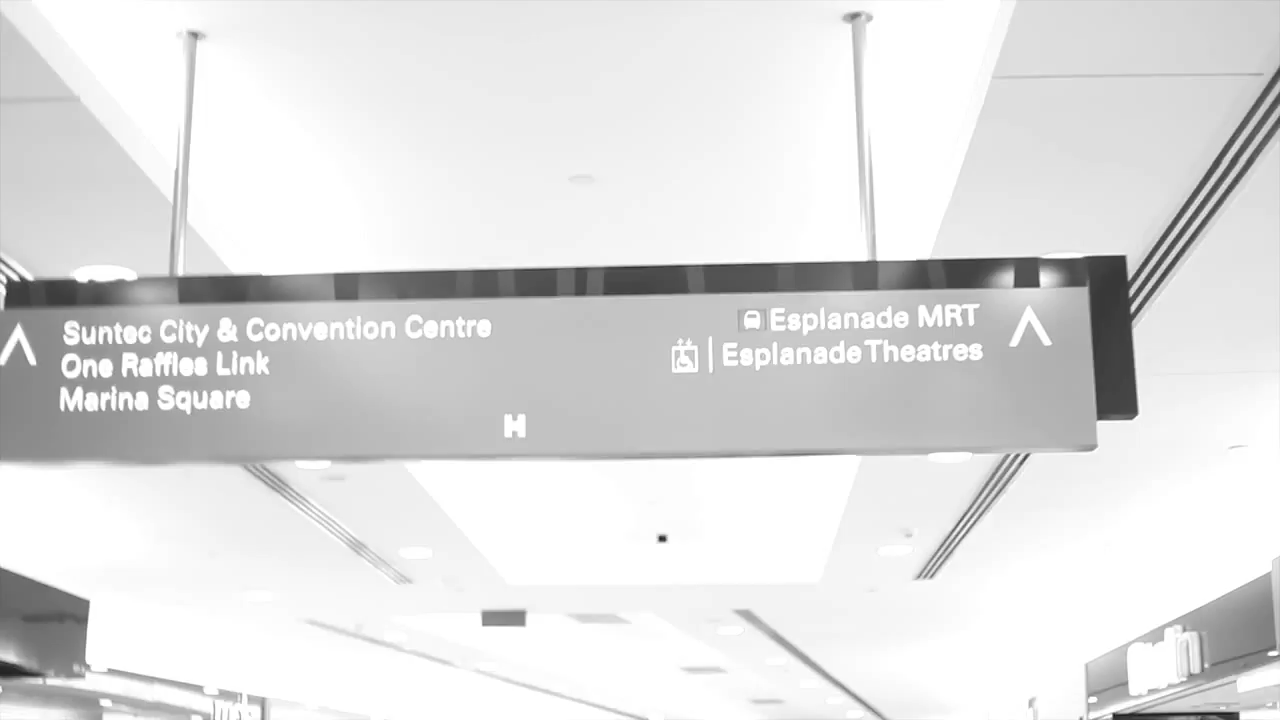 Suntec City & Convention Centre
One Raffles Link
Marina Square
H
Esplanade MRT
Esplanade Theatres